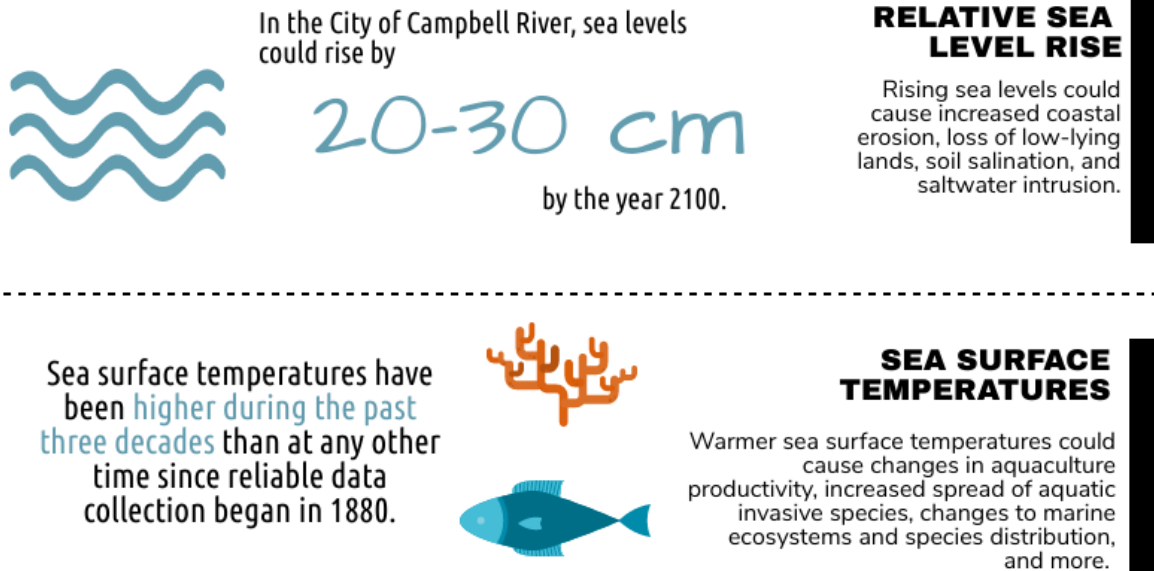 In the City of Campbell River, sea levels
could rise by
20-30 cm
by the year 2100.
RELATIVE SEA
LEVEL RISE
Rising sea levels could
cause increased coastal
erosion, loss of low-lying
lands, soil salination, and
saltwater intrusion.
Sea surface temperatures have
been higher during the past
three decades than at any other
time since reliable data
collection began in 1880.
SEA SURFACE
TEMPERATURES
Warmer sea surface temperatures could
cause changes in aquaculture
productivity, increased spread of aquatic
invasive species, changes to marine
ecosystems and species distribution,
and more.